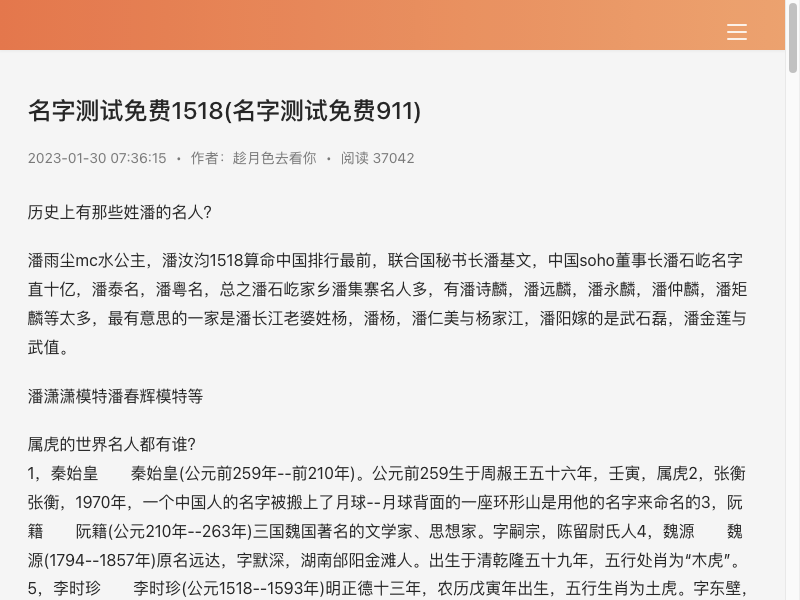 名字测试免费1518(名字测试免费911)
2023-01-30 07:36:15 • 作者：趁月色去看你 • 阅读 37042
历史上有那些姓潘的名人？
潘雨尘mc水公主，潘汝汮1518算命中国排行最前，联合国秘书长潘基文，中国soho董事长潘石屹名字
直十亿，潘泰名，潘粤名，总之潘石屹家乡潘集寨名人多，有潘诗麟，潘远麟，潘永麟，潘仲麟，潘矩
麟等太多，最有意思的一家是潘长江老婆姓杨，潘杨，潘仁美与杨家江，潘阳嫁的是武石磊，潘金莲与
武值。
潘潇潇模特潘春辉模特等
属虎的世界名人都有谁？
1，秦始皇　　秦始皇(公元前259年--前210年)。公元前259生于周赧王五十六年，壬寅，属虎2，张衡
张衡，1970年，一个中国人的名字被搬上了月球--月球背面的一座环形山是用他的名字来命名的3，阮
籍　　阮籍(公元210年--263年)三国魏国著名的文学家、思想家。字嗣宗，陈留尉氏人4，魏源　　魏
源(1794--1857年)原名远达，字默深，湖南邰阳金滩人。出生于清乾隆五十九年，五行处肖为“木虎”。
5，李时珍　　李时珍(公元1518--1593年)明正德十三年，农历戊寅年出生，五行生肖为土虎。字东壁，